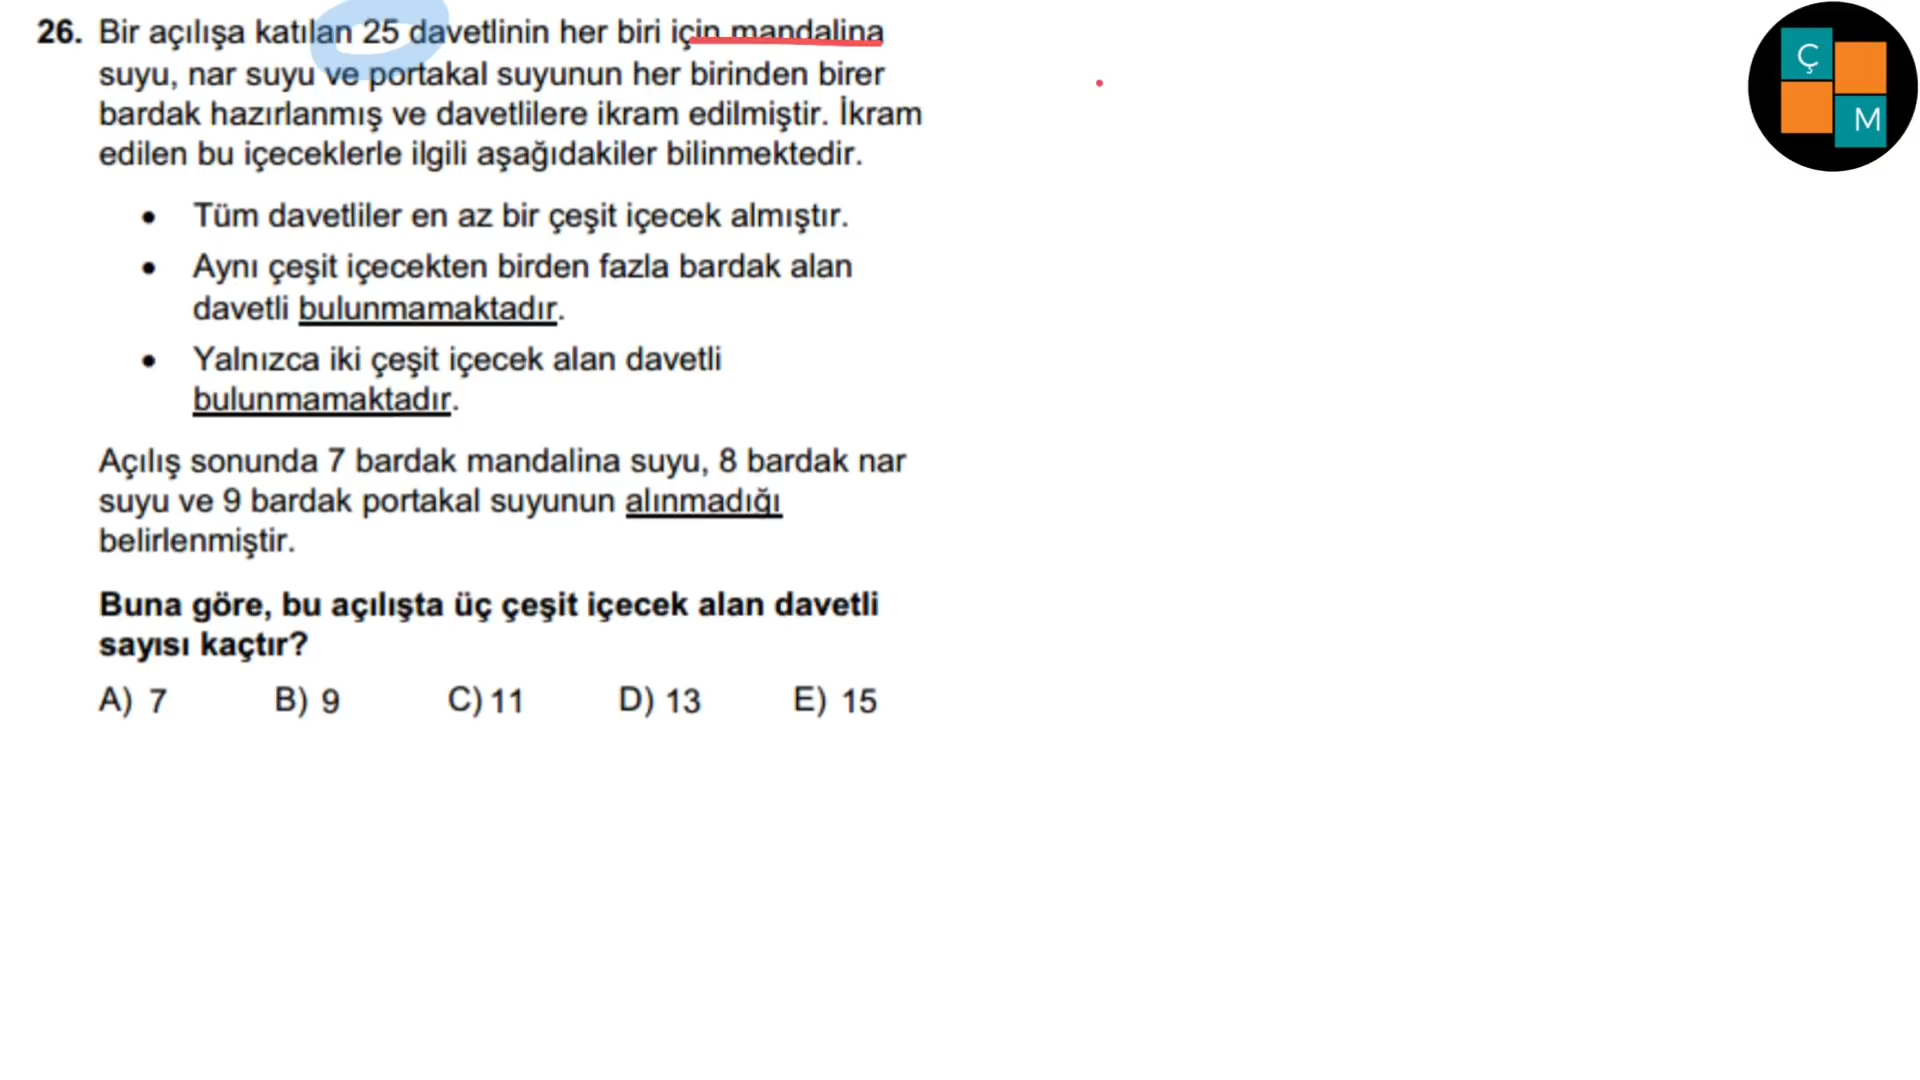 26. Bir açılışa katılan 25 davetlinin her biri için mandalina
suyu, nar suyu ve portakal suyunun her birinden birer
bardak hazırlanmış ve davetlilere ikram edilmiştir. İkram
edilen bu içeceklerle ilgili aşağıdakiler bilinmektedir.
• Tüm davetliler en az bir çeşit içecek almıştır.
• Aynı çeşit içecekten birden fazla bardak alan
davetli bulunmamaktadır.
• Yalnızca iki çeşit içecek alan davetli
bulunmamaktadır.
Açılış sonunda 7 bardak mandalina suyu, 8 bardak nar
suyu ve 9 bardak portakal suyunun alınmadığı
belirlenmiştir.
Buna göre, bu açılışta üç çeşit içecek alan davetli
sayısı kaçtır?
A) 7 B) 9 C) 11 D) 13 E) 15
Ç
M